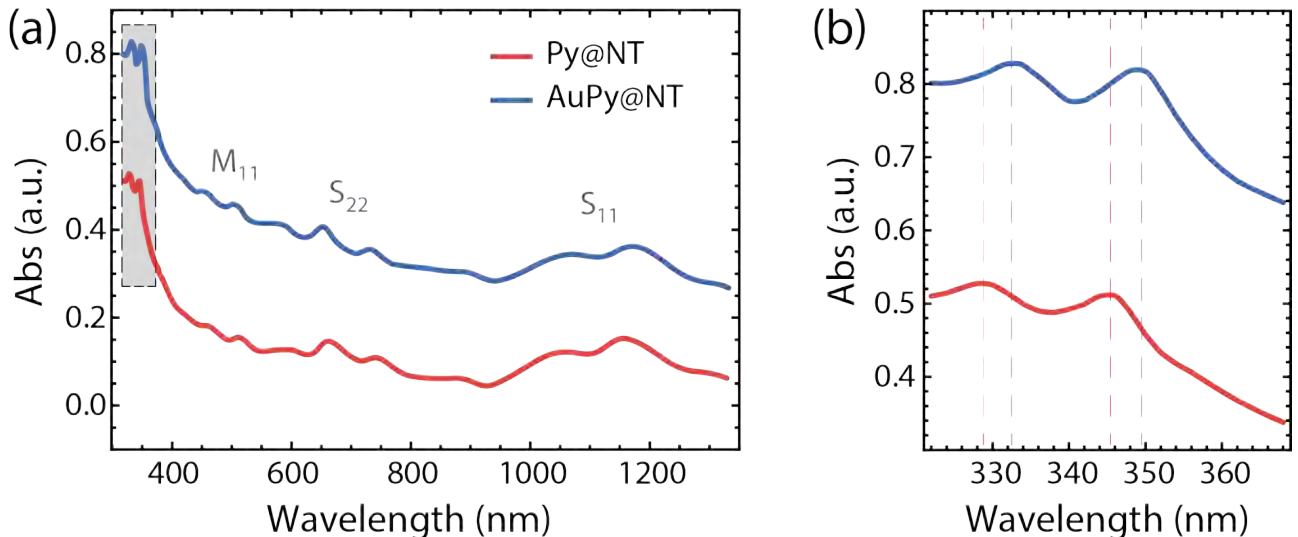 (a)
Py@NT
AuPy@NT
M11
S22
S11
0.8
0.6
0.4
0.2
0.0
Abs (a.u.)
400 600 800 1000 1200
Wavelength (nm)
(b)
0.8
0.7
0.6
0.5
0.4
Abs (a.u.)
330 340 350 360
Wavelength (nm)